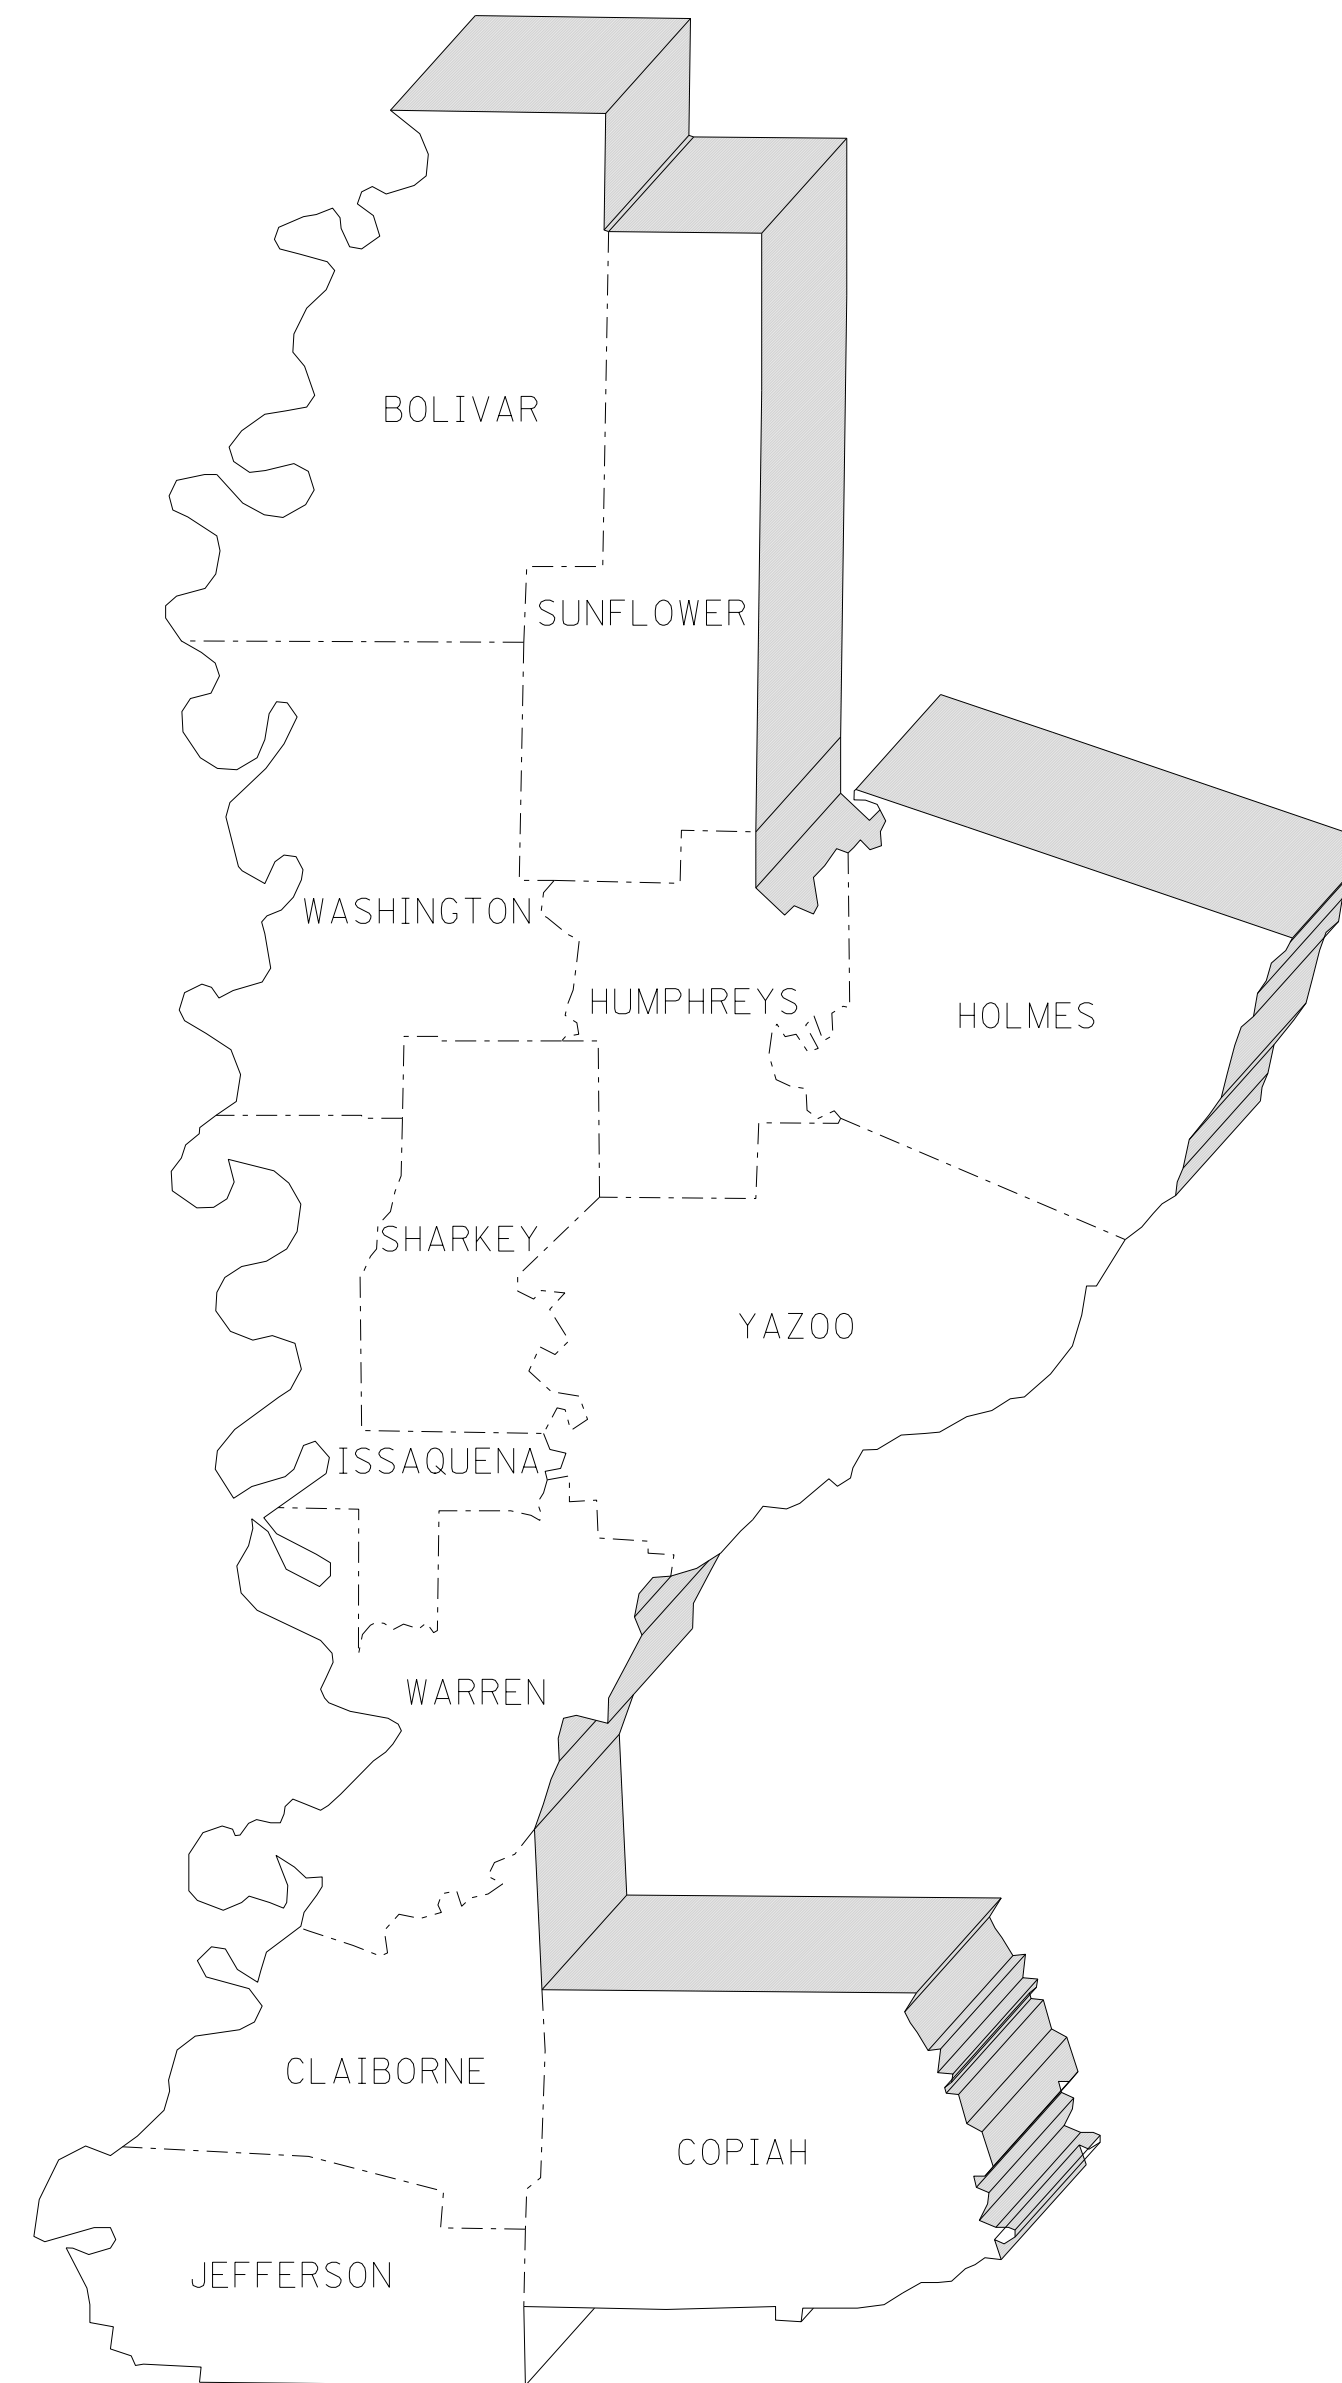 BOLIVAR
SUNFLOWER
WASHINGTON
HUMPHREYS
HOLMES
SHARKEY
YAZOO
ISSAQUENA
WARREN
CLAIBORNE
COPIAH
JEFFERSON